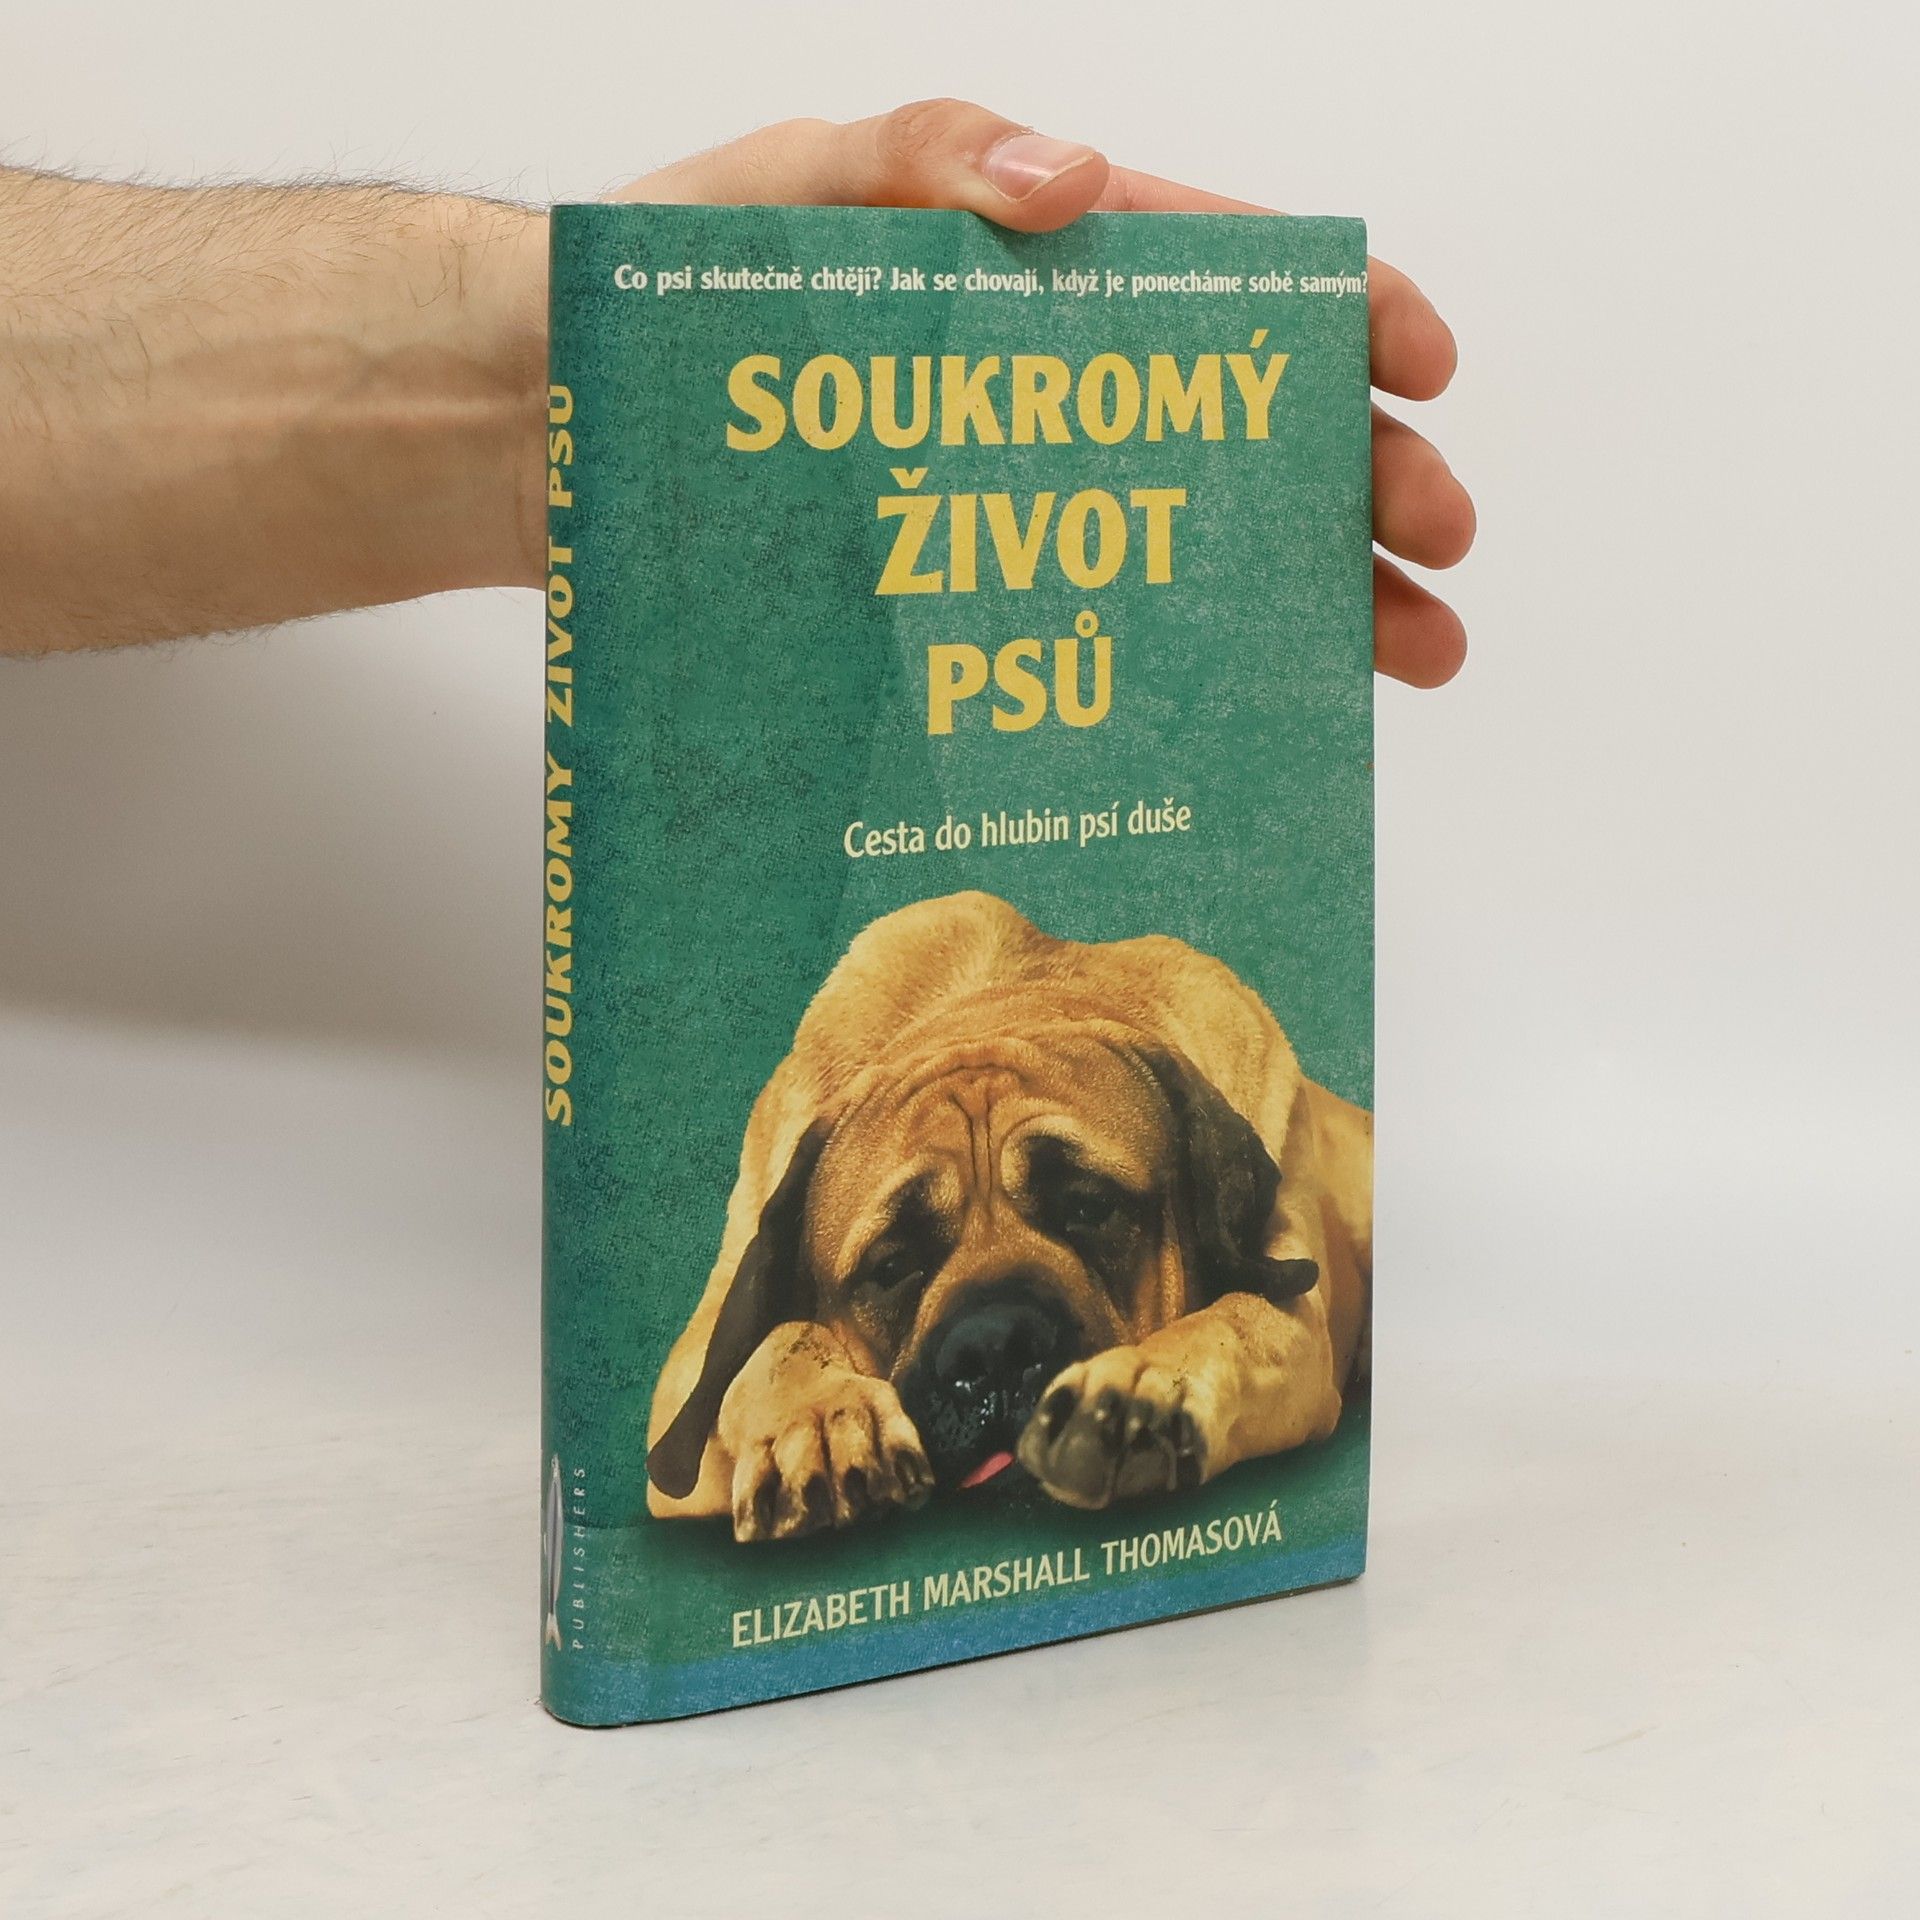 Co psi skutečně chtějí? Jak se chovají, když je ponecháme sobě samým?
SOUKROMÝ
ŽIVOT
PSŮ
Cesta do hlubin psí duše
ELIZABETH MARSHALL THOMASOVÁ
SOUKROMÝ ŽIVOT PSŮ
PUBLISHERS